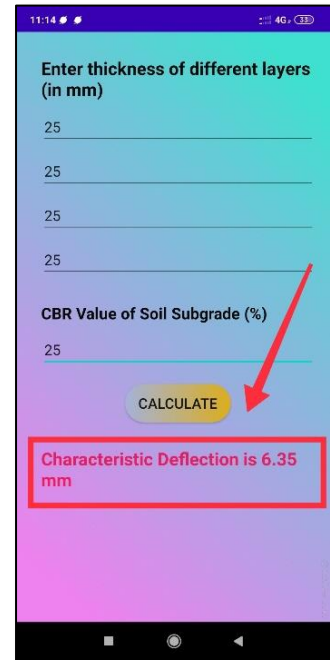 11:14 4G 33
Enter thickness of different layers
(in mm)
25
25
25
25
CBR Value of Soil Subgrade (%)
25
CALCULATE
Characteristic Deflection is 6.35
mm